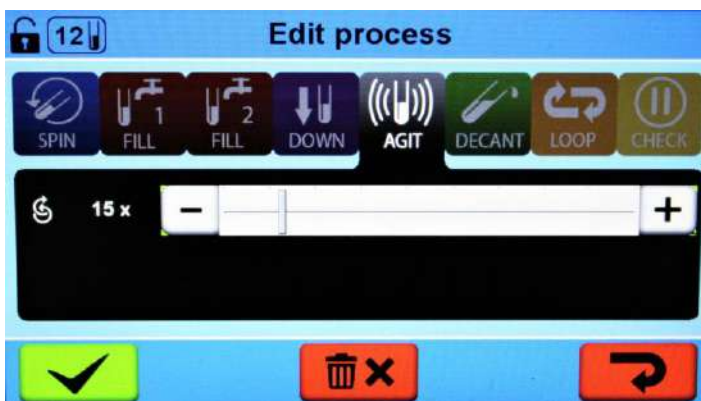 12 Edit process
SPIN FILL 1 FILL 2 DOWN AGIT DECANT LOOP CHECK
15 x − +